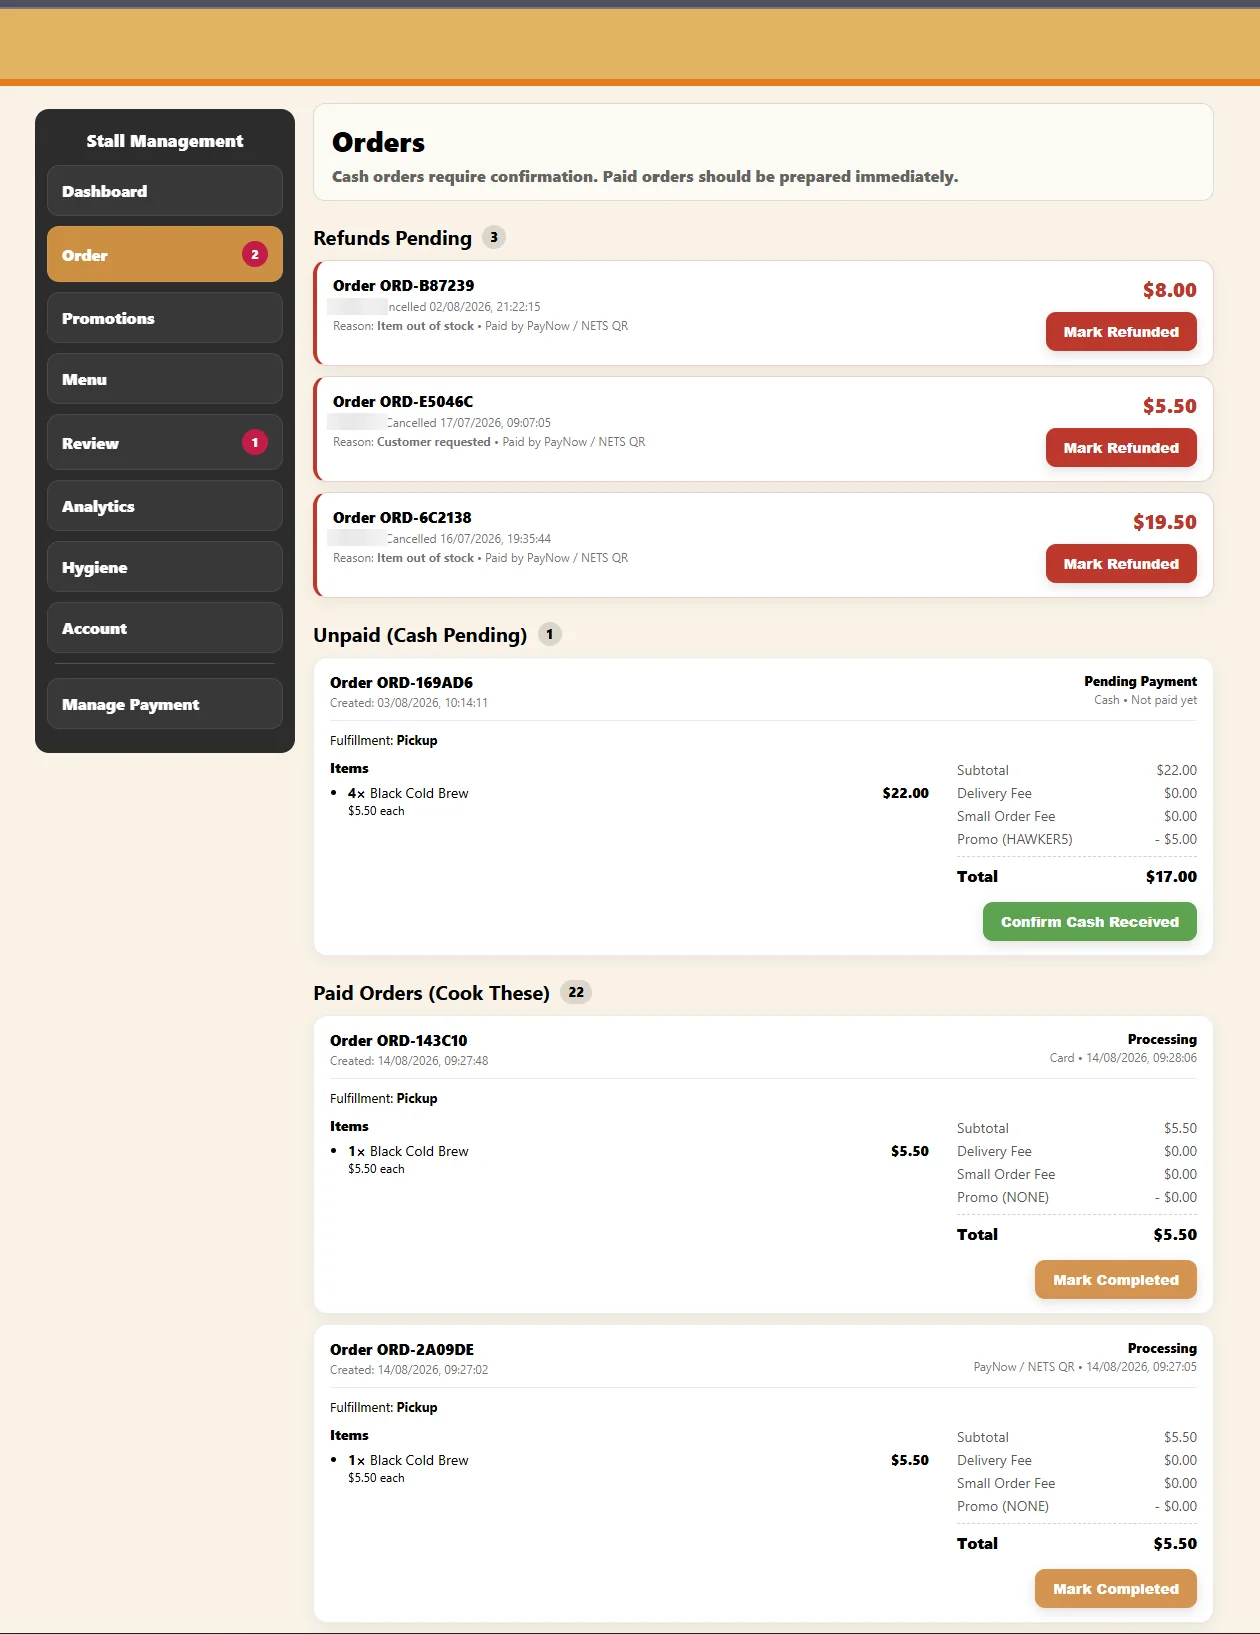 Stall Management
Dashboard
Order 2
Promotions
Menu
Review 1
Analytics
Hygiene
Account
Manage Payment
Orders
Cash orders require confirmation. Paid orders should be prepared immediately.
Refunds Pending 3
Order ORD-B87239
$8.00
ncelled 02/08/2026, 21:22:15
Reason: Item out of stock • Paid by PayNow / NETS QR
Mark Refunded
Order ORD-E5046C
$5.50
Cancelled 17/07/2026, 09:07:05
Reason: Customer requested • Paid by PayNow / NETS QR
Mark Refunded
Order ORD-6C2138
$19.50
Cancelled 16/07/2026, 19:35:44
Reason: Item out of stock • Paid by PayNow / NETS QR
Mark Refunded
Unpaid (Cash Pending) 1
Order ORD-169AD6
Pending Payment
Created: 03/08/2026, 10:14:11
Cash • Not paid yet
Fulfillment: Pickup
Items
• 4× Black Cold Brew $22.00
$5.50 each
Subtotal $22.00
Delivery Fee $0.00
Small Order Fee $0.00
Promo (HAWKER5) - $5.00
Total $17.00
Confirm Cash Received
Paid Orders (Cook These) 22
Order ORD-143C10
Processing
Created: 14/08/2026, 09:27:48
Card • 14/08/2026, 09:28:06
Fulfillment: Pickup
Items
• 1× Black Cold Brew $5.50
$5.50 each
Subtotal $5.50
Delivery Fee $0.00
Small Order Fee $0.00
Promo (NONE) - $0.00
Total $5.50
Mark Completed
Order ORD-2A09DE
Processing
Created: 14/08/2026, 09:27:02
PayNow / NETS QR • 14/08/2026, 09:27:05
Fulfillment: Pickup
Items
• 1× Black Cold Brew $5.50
$5.50 each
Subtotal $5.50
Delivery Fee $0.00
Small Order Fee $0.00
Promo (NONE) - $0.00
Total $5.50
Mark Completed